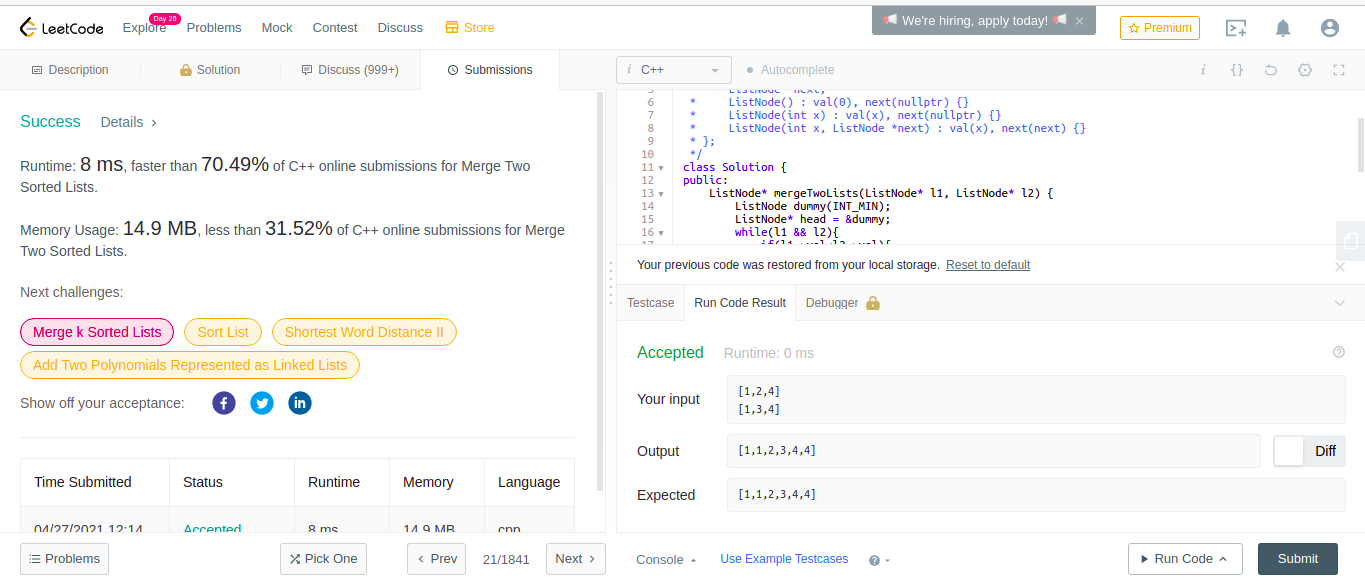 LeetCode
Explore
Day 26
Problems
Mock
Contest
Discuss
Store
We're hiring, apply today!
Premium
Description
Solution
Discuss (999+)
Submissions
i C++
Autocomplete
Success
Details
Runtime: 8 ms, faster than 70.49% of C++ online submissions for Merge Two
Sorted Lists.
Memory Usage: 14.9 MB, less than 31.52% of C++ online submissions for Merge
Two Sorted Lists.
Next challenges:
Merge k Sorted Lists
Sort List
Shortest Word Distance II
Add Two Polynomials Represented as Linked Lists
Show off your acceptance:
Time Submitted
Status
Runtime
Memory
Language
04/27/2021 12:14
Accepted
8 ms
14.9 MB
cpp
Problems
Pick One
Prev
21/1841
Next
5 ListNode *next;
6 * ListNode() : val(0), next(nullptr) {}
7 * ListNode(int x) : val(x), next(nullptr) {}
8 * ListNode(int x, ListNode *next) : val(x), next(next) {}
9 * };
10 */
11 class Solution {
12 public:
13 ListNode* mergeTwoLists(ListNode* l1, ListNode* l2) {
14 ListNode dummy(INT_MIN);
15 ListNode* head = &dummy;
16 while(l1 && l2){
17
Your previous code was restored from your local storage. Reset to default
Testcase
Run Code Result
Debugger
Accepted
Runtime: 0 ms
Your input
[1,2,4]
[1,3,4]
Output
[1,1,2,3,4,4]
Diff
Expected
[1,1,2,3,4,4]
Console
Use Example Testcases
Run Code
Submit